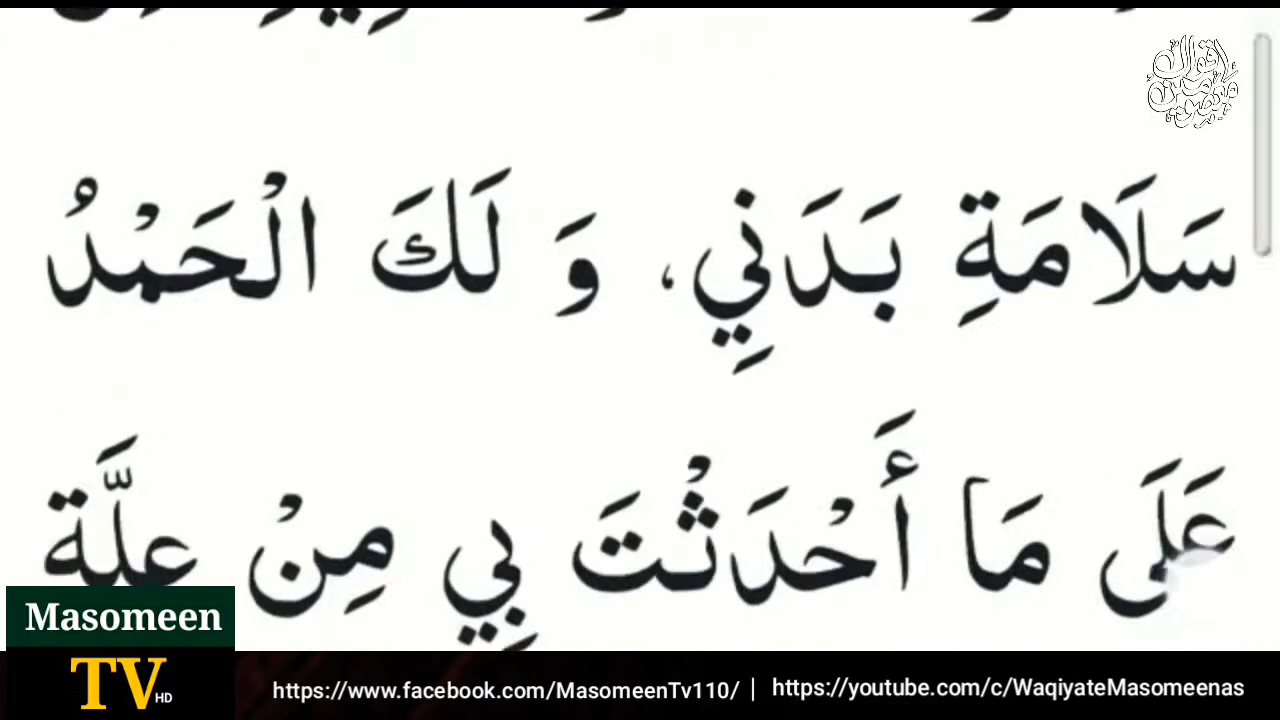 سَلَامَةِ بَدَنِي، وَ لَكَ الْحَمْدُ
عَلَى مَا أَحْدَثْتَ بِي مِنْ عِلَّة
Masomeen
TV HD
https://www.facebook.com/MasomeenTv110/ | https://youtube.com/c/WaqiyateMasomeenas